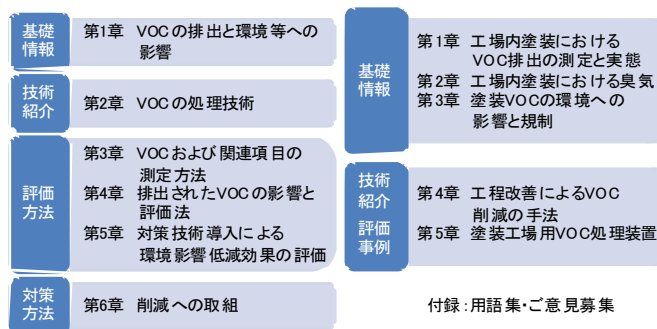 基礎
情報
第1章 VOCの排出と環境等への
影響
技術
紹介
第2章 VOCの処理技術
評価
方法
第3章 VOCおよび関連項目の
測定方法
第4章 排出されたVOCの影響と
評価法
第5章 対策技術導入による
環境影響低減効果の評価
対策
方法
第6章 削減への取組
基礎
情報
第1章 工場内塗装における
VOC排出の測定と実態
第2章 工場内塗装における臭気
第3章 塗装VOCの環境への
影響と規制
技術
紹介
評価
事例
第4章 工程改善によるVOC
削減の手法
第5章 塗装工場用VOC処理装置
付録:用語集・ご意見募集